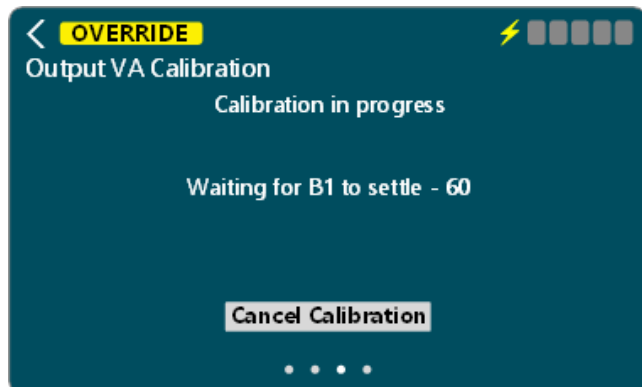 OVERRIDE
Output VA Calibration
Calibration in progress
Waiting for B1 to settle - 60
Cancel Calibration